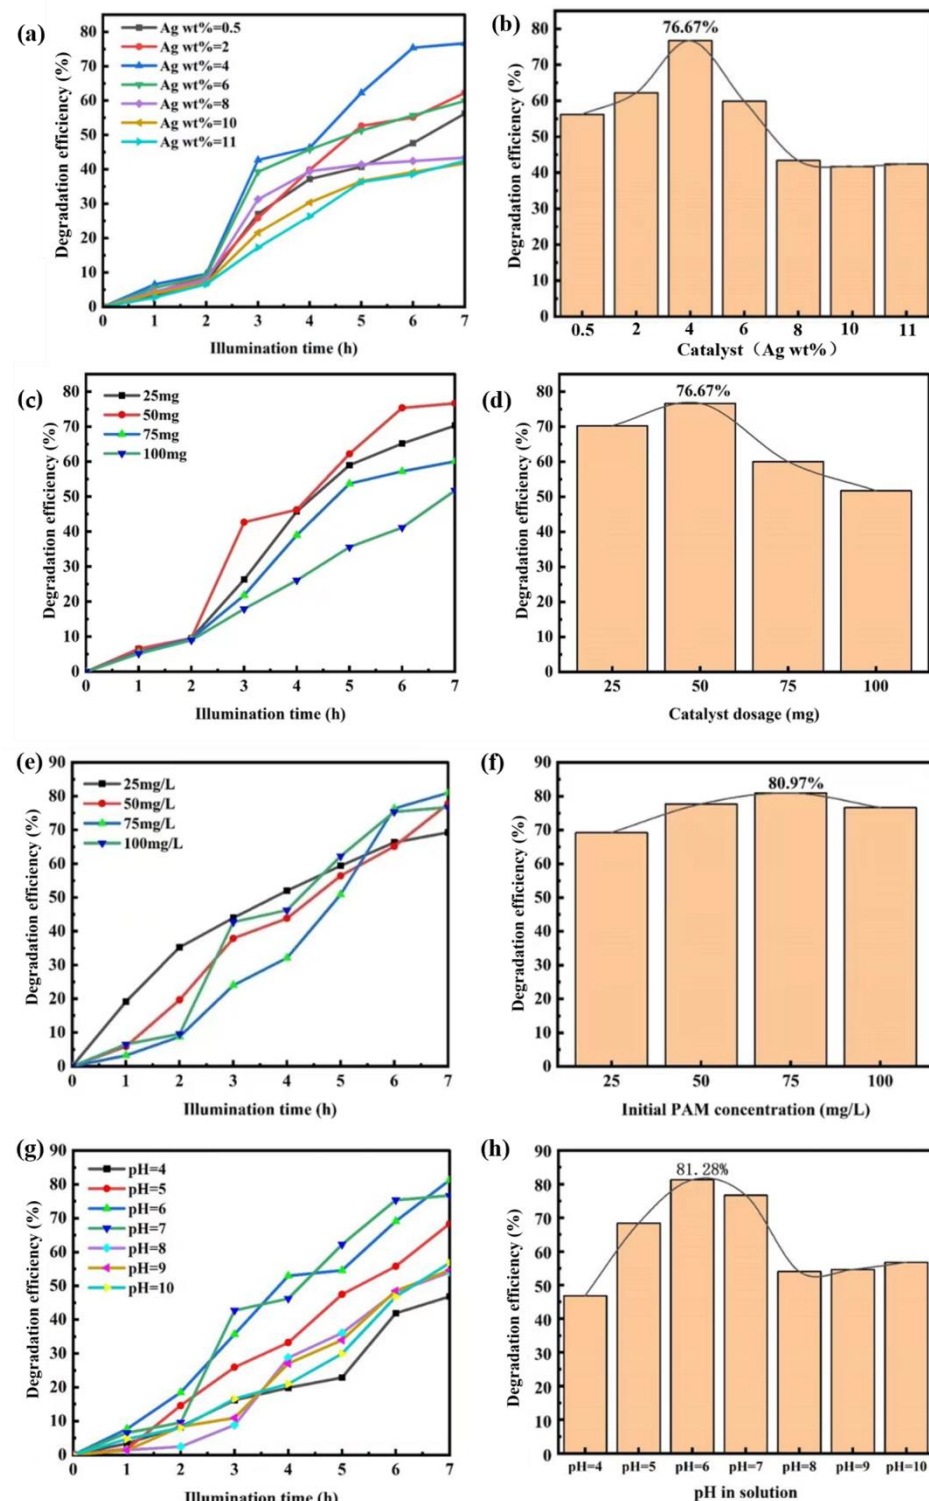 (a)
Ag wt%=0.5
Ag wt%=2
Ag wt%=4
Ag wt%=6
Ag wt%=8
Ag wt%=10
Ag wt%=11
Degradation efficiency (%)
80
70
60
50
40
30
20
10
0
0 1 2 3 4 5 6 7
Illumination time (h)
(b)
76.67%
Degradation efficiency (%)
80
70
60
50
40
30
20
10
0
0.5 2 4 6 8 10 11
Catalyst（Ag wt%）
(c)
25mg
50mg
75mg
100mg
Degradation efficiency (%)
80
70
60
50
40
30
20
10
0
0 1 2 3 4 5 6 7
Illumination time (h)
(d)
76.67%
Degradation efficiency (%)
80
70
60
50
40
30
20
10
0
25 50 75 100
Catalyst dosage (mg)
(e)
25mg/L
50mg/L
75mg/L
100mg/L
Degradation efficiency (%)
90
80
70
60
50
40
30
20
10
0
0 1 2 3 4 5 6 7
Illumination time (h)
(f)
80.97%
Degradation efficiency (%)
90
80
70
60
50
40
30
20
10
0
25 50 75 100
Initial PAM concentration (mg/L)
(g)
pH=4
pH=5
pH=6
pH=7
pH=8
pH=9
pH=10
Degradation efficiency (%)
90
80
70
60
50
40
30
20
10
0
0 1 2 3 4 5 6 7
Illumination time (h)
(h)
81.28%
Degradation efficiency (%)
90
80
70
60
50
40
30
20
10
0
pH=4 pH=5 pH=6 pH=7 pH=8 pH=9 pH=10
pH in solution